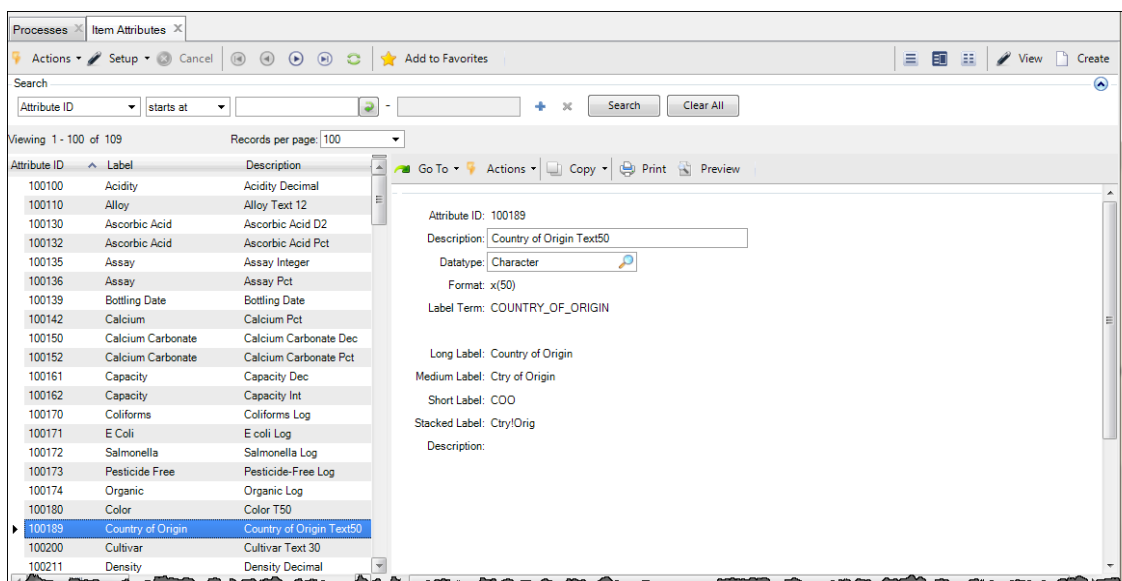 Processes Item Attributes
Actions Setup Cancel Add to Favorites View Create
Search
Attribute ID starts at - Search Clear All
Viewing 1 - 100 of 109 Records per page: 100
Attribute ID Label Description
Go To Actions Copy Print Preview
100100 Acidity Acidity Decimal
100110 Alloy Alloy Text 12
100130 Ascorbic Acid Ascorbic Acid D2
100132 Ascorbic Acid Ascorbic Acid Pct
100135 Assay Assay Integer
100136 Assay Assay Pct
100139 Bottling Date Bottling Date
100142 Calcium Calcium Pct
100150 Calcium Carbonate Calcium Carbonate Dec
100152 Calcium Carbonate Calcium Carbonate Pct
100161 Capacity Capacity Dec
100162 Capacity Capacity Int
100170 Coliforms Coliforms Log
100171 E Coli E coli Log
100172 Salmonella Salmonella Log
100173 Pesticide Free Pesticide-Free Log
100174 Organic Organic Log
100180 Color Color T50
100189 Country of Origin Country of Origin Text50
100200 Cultivar Cultivar Text 30
100211 Density Density Decimal
Attribute ID: 100189
Description: Country of Origin Text50
Datatype: Character
Format: x(50)
Label Term: COUNTRY_OF_ORIGIN
Long Label: Country of Origin
Medium Label: Ctry of Origin
Short Label: COO
Stacked Label: Ctry!Orig
Description: